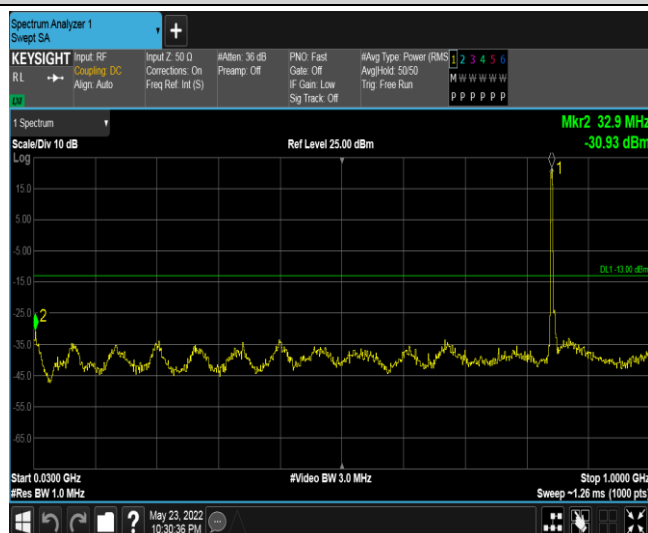 Spectrum Analyzer 1
Swept SA
+
KEYSIGHT
RL
Input: RF
Coupling: DC
Align: Auto
Input Z: 50 Ω
Corrections: On
Freq Ref: Int (S)
#Atten: 36 dB
Preamp: Off
PNO: Fast
Gate: Off
IF Gain: Low
Sig Track: Off
#Avg Type: Power (RMS
Avg|Hold: 50/50
Trig: Free Run
1 2 3 4 5 6
M W W W W W
P P P P P P
1 Spectrum
Scale/Div 10 dB
Ref Level 25.00 dBm
Mkr2 32.9 MHz
-30.93 dBm
Log
15.0
5.00
-5.00
-15.0
-25.0
-35.0
-45.0
-55.0
-65.0
1
2
DL1 -13.00 dBm
Start 0.0300 GHz
#Res BW 1.0 MHz
#Video BW 3.0 MHz
Stop 1.0000 GHz
Sweep ~1.26 ms (1000 pts)
?
May 23, 2022
10:30:36 PM